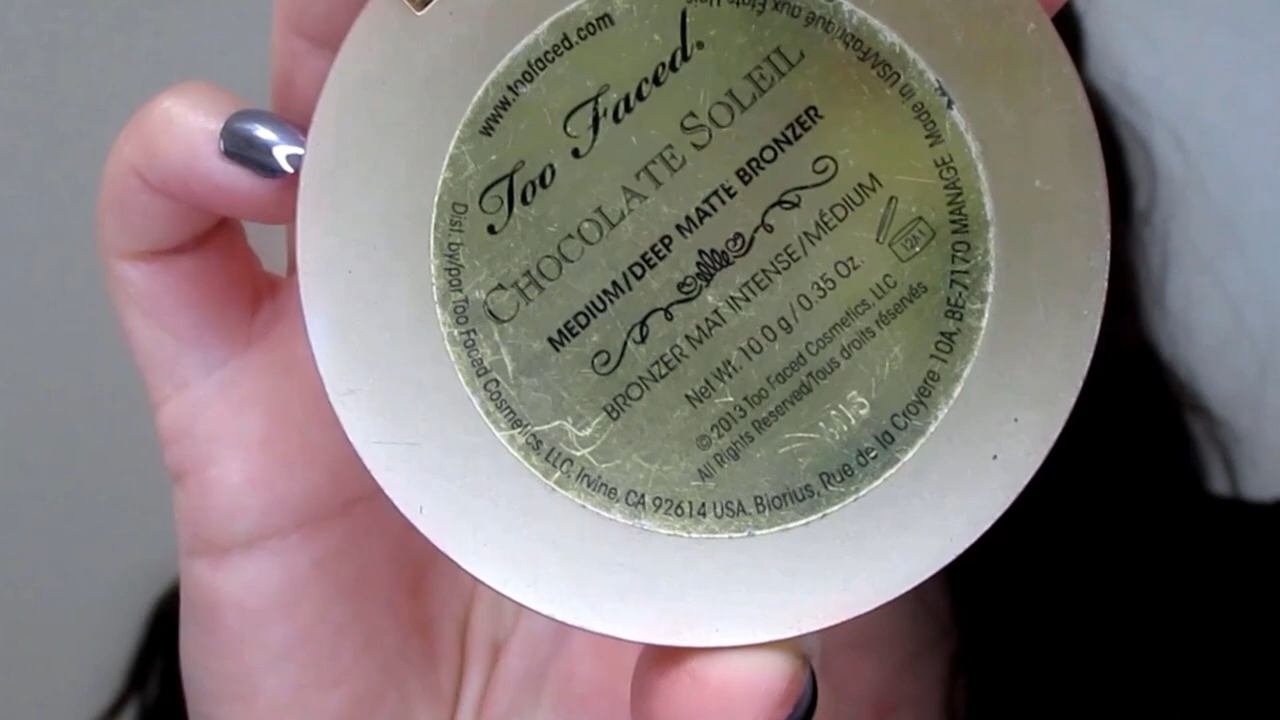 www.toofaced.com
Too Faced®
CHOCOLATE SOLEIL
MEDIUM/DEEP MATTE BRONZER
BRONZER MAT INTENSE/MÉDIUM
Net Wt. 10.0 g / 0.35 Oz.
12M
© 2013 Too Faced Cosmetics, LLC
All Rights Reserved/Tous droits réservés
Dist. by/par Too Faced Cosmetics, LLC, Irvine, CA 92614 USA. Biorius, Rue de la Croyere 10A, BE-7170 MANAGE Made in USA/Fabriqué aux États